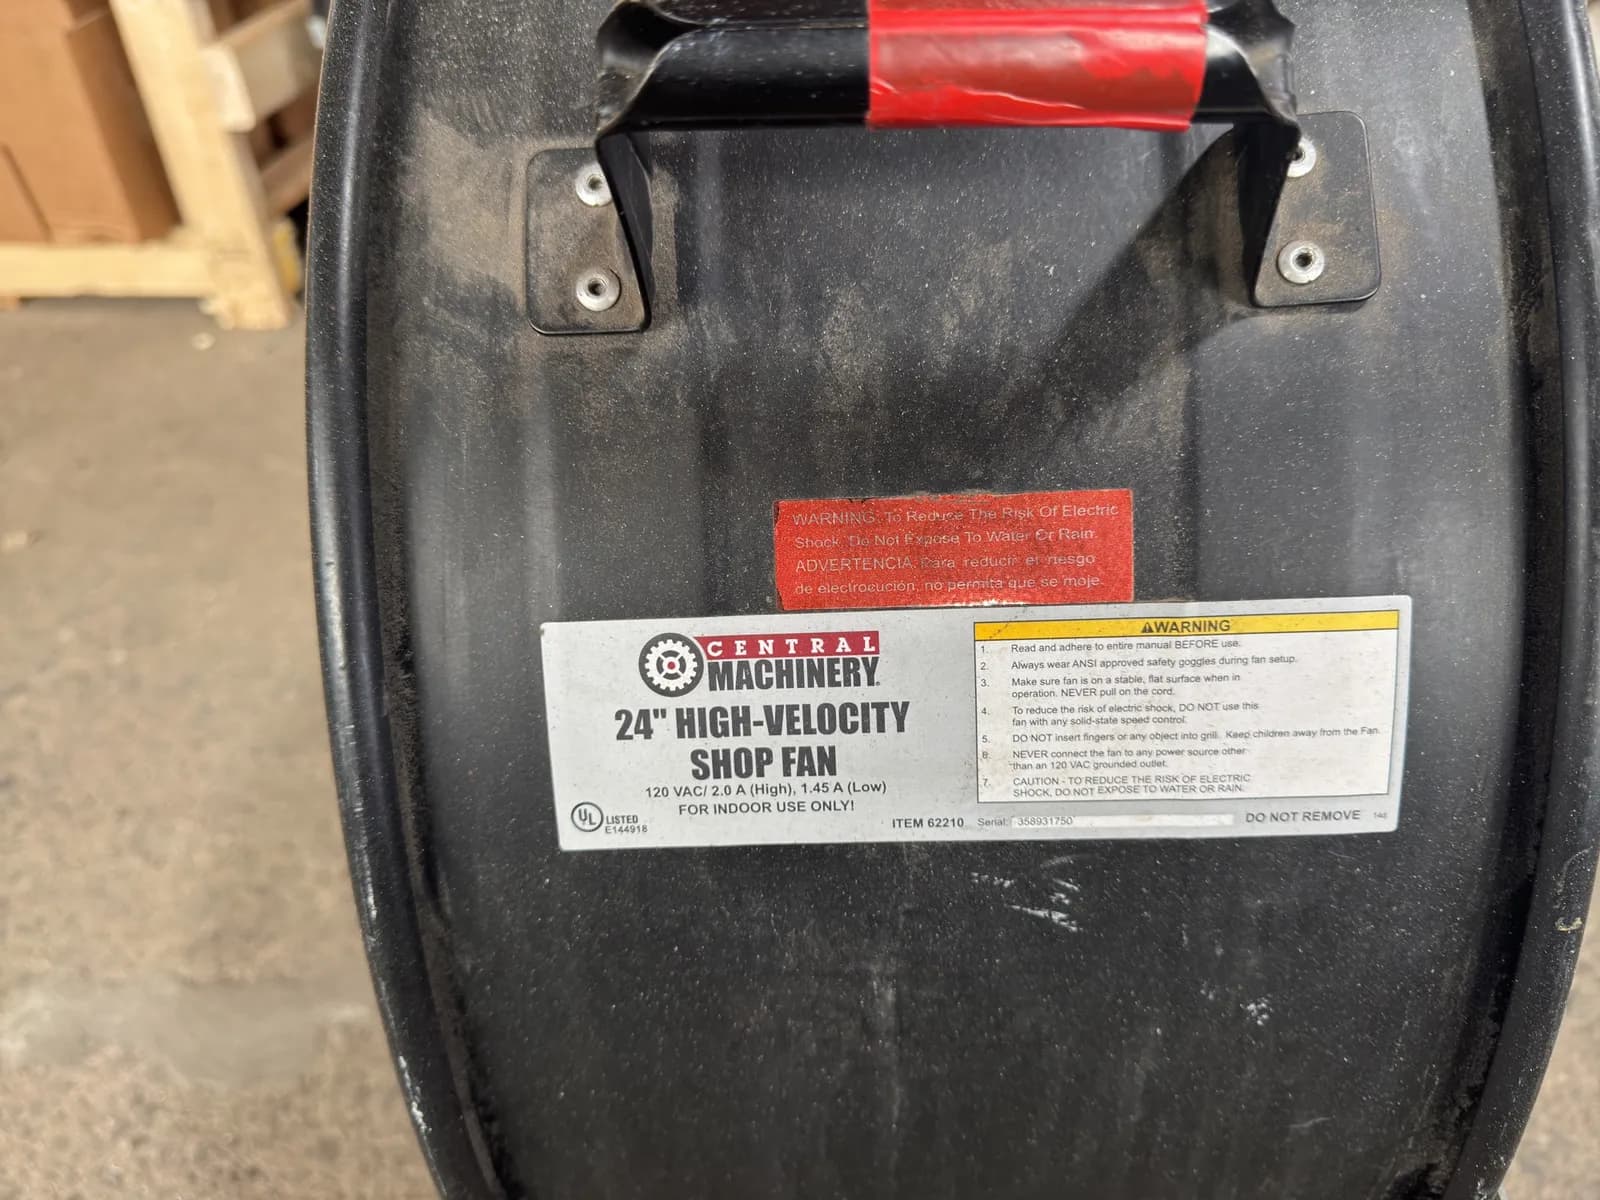 WARNING: To Reduce The Risk Of Electric
Shock, Do Not Expose To Water Or Rain.
ADVERTENCIA: Para reducir el riesgo
de electrocución, no permita que se moje.
CENTRAL
MACHINERY
24" HIGH-VELOCITY
SHOP FAN
120 VAC/ 2.0 A (High), 1.45 A (Low)
FOR INDOOR USE ONLY!
UL LISTED
E144918
WARNING
1. Read and adhere to entire manual BEFORE use.
2. Always wear ANSI approved safety goggles during fan setup.
3. Make sure fan is on a stable, flat surface when in
operation. NEVER pull on the cord.
4. To reduce the risk of electric shock, DO NOT use this
fan with any solid-state speed control.
5. DO NOT insert fingers or any object into grill. Keep children away from the Fan.
6. NEVER connect the fan to any power source other
than an 120 VAC grounded outlet.
7. CAUTION - TO REDUCE THE RISK OF ELECTRIC
SHOCK, DO NOT EXPOSE TO WATER OR RAIN.
ITEM 62210 Serial: 358931750 DO NOT REMOVE